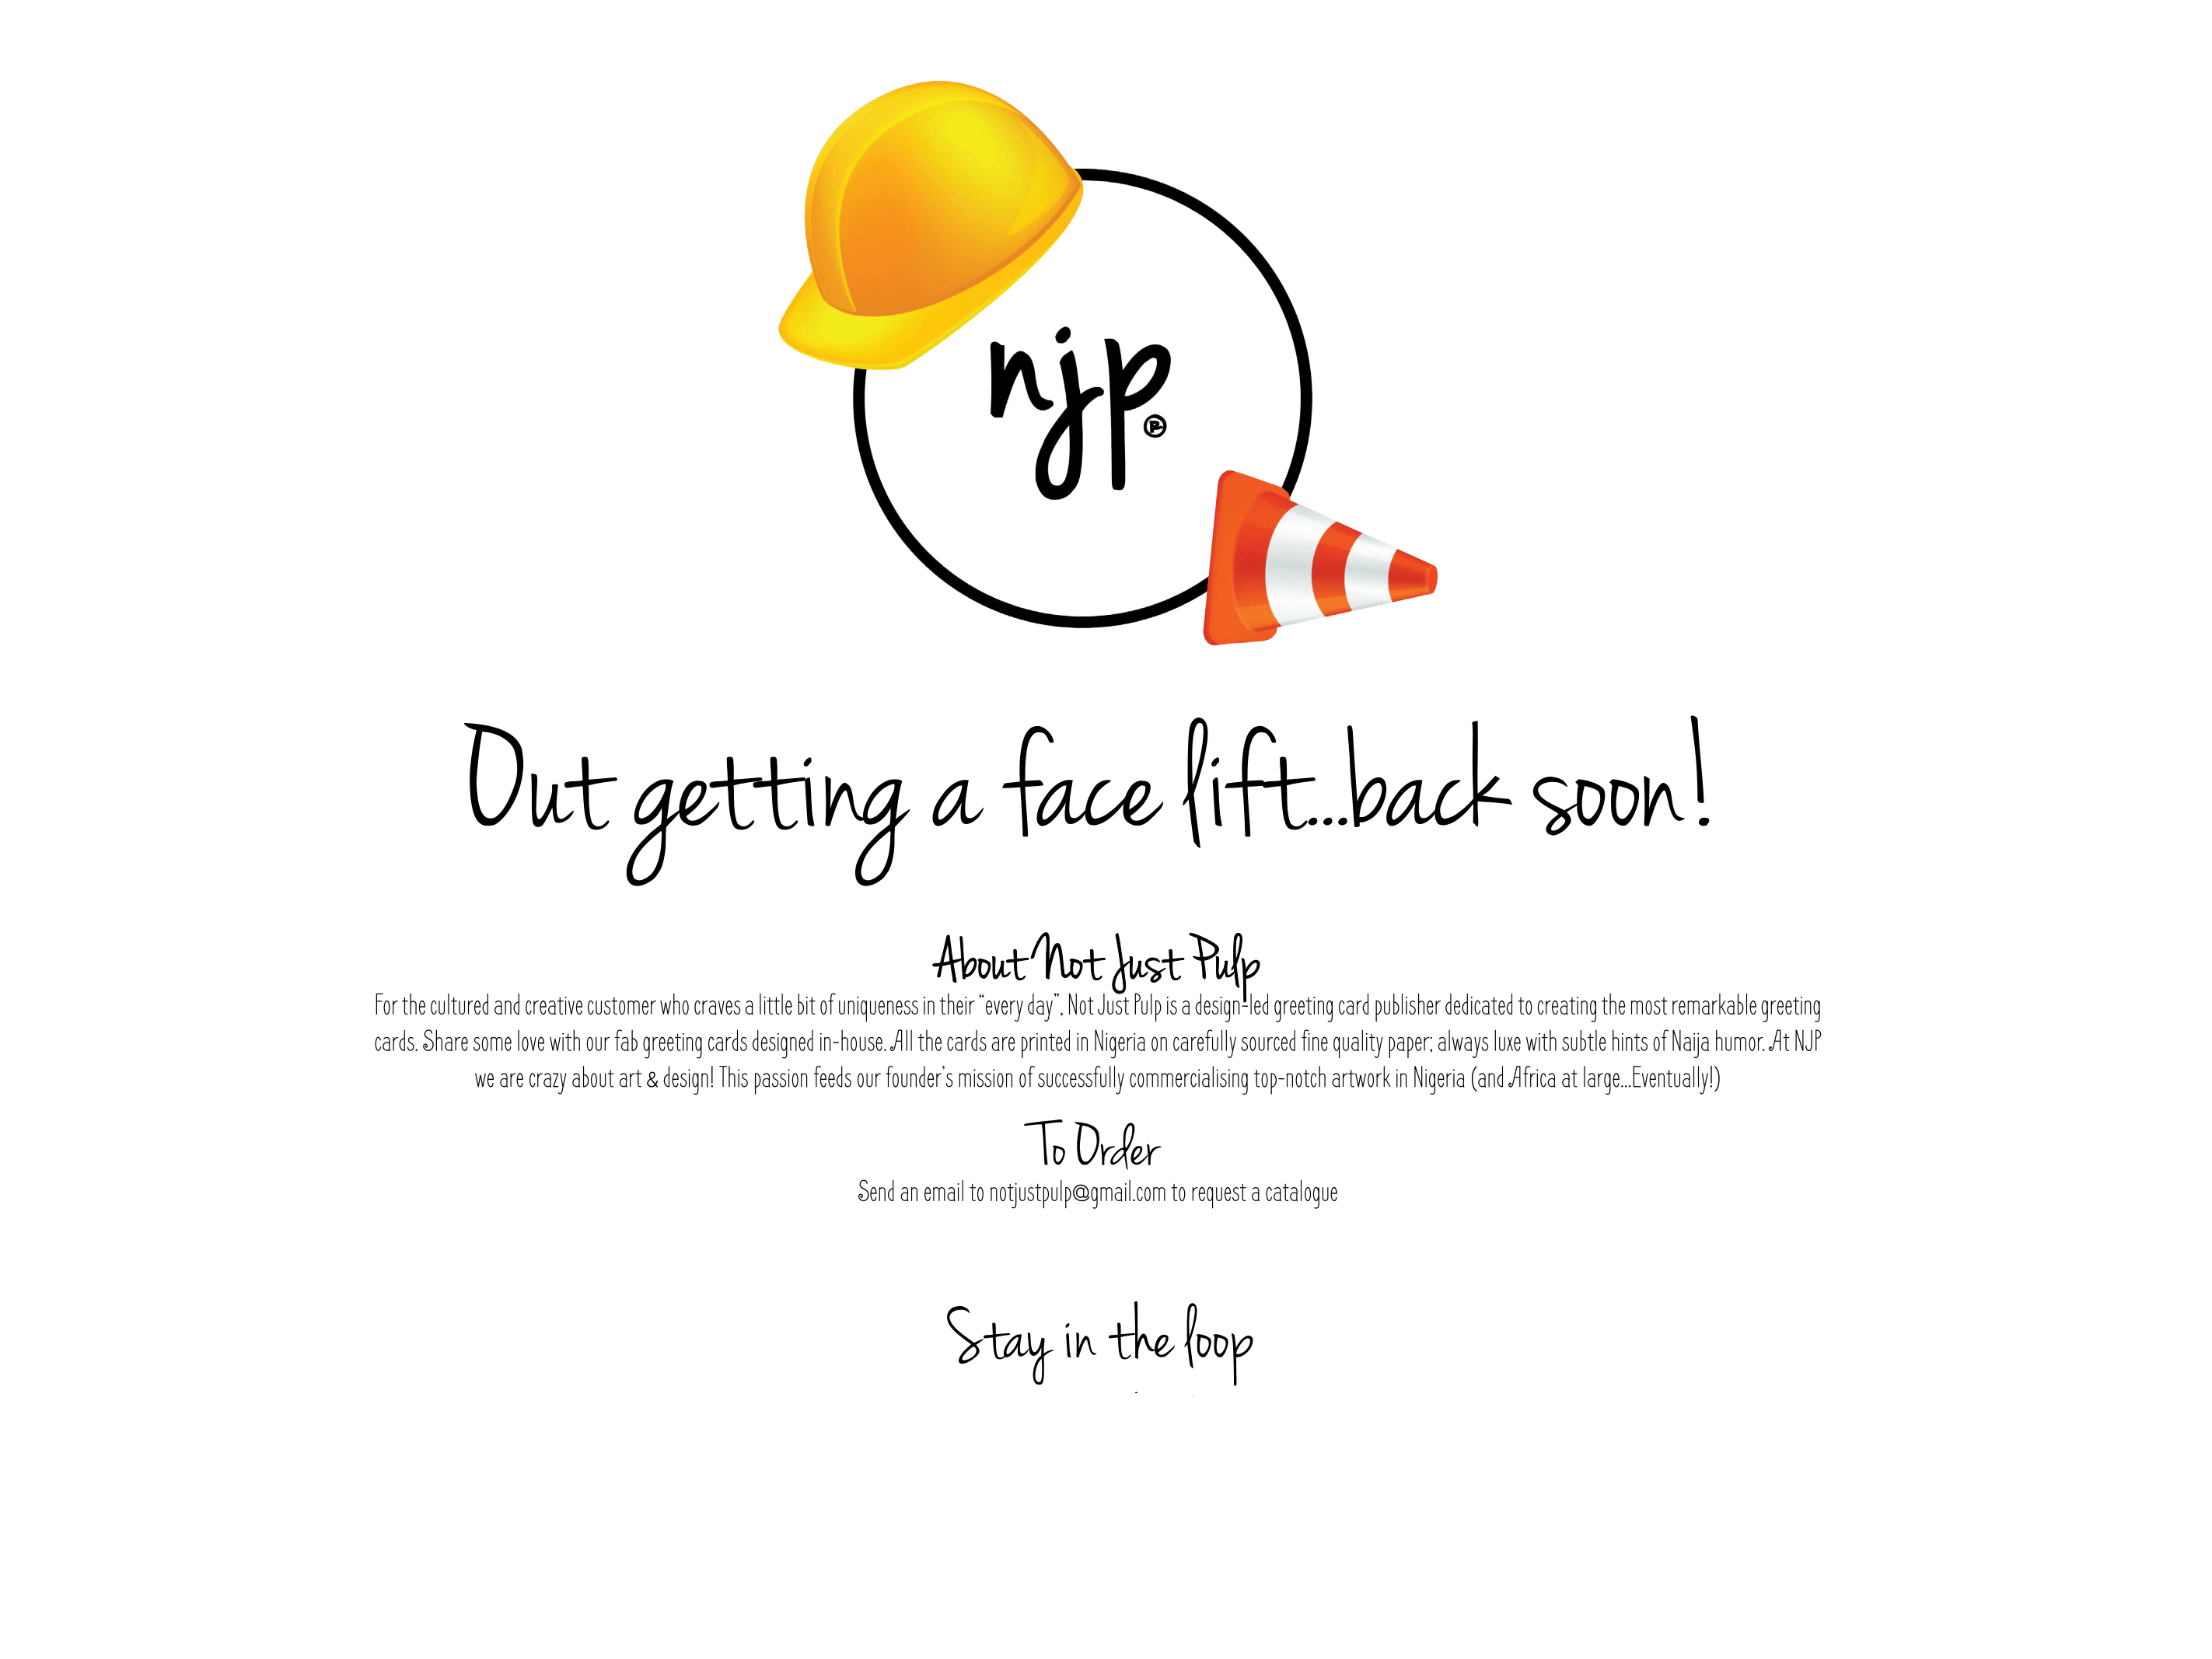 njp®
Out getting a face lift...back soon!
About Not Just Pulp
For the cultured and creative customer who craves a little bit of uniqueness in their “every day”, Not Just Pulp is a design-led greeting card publisher dedicated to creating the most remarkable greeting
cards. Share some love with our fab greeting cards designed in-house. All the cards are printed in Nigeria on carefully sourced fine quality paper; always luxe with subtle hints of Naija humor. At NJP
we are crazy about art & design! This passion feeds our founder’s mission of successfully commercialising top-notch artwork in Nigeria (and Africa at large...Eventually!)
To Order
Send an email to notjustpulp@gmail.com to request a catalogue
Stay in the loop